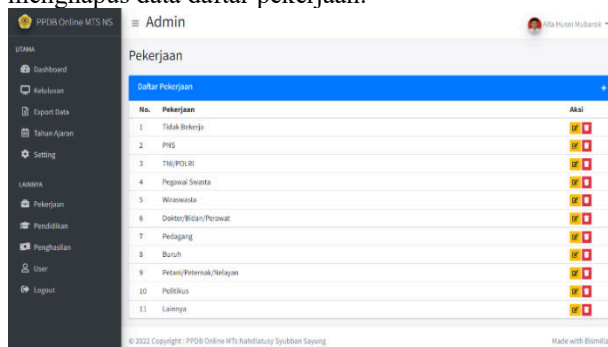 menghapus data daftar pekerjaan.
PPDB Online MTS NS
Admin
Alfa Husni Mubarok
UTAMA
Dashboard
Kelulusan
Export Data
Tahun Ajaran
Setting
LAINNYA
Pekerjaan
Pendidikan
Penghasilan
User
Logout
Pekerjaan
Daftar Pekerjaan +
No. Pekerjaan Aksi
1 Tidak Bekerja
2 PNS
3 TNI/POLRI
4 Pegawai Swasta
5 Wiraswasta
6 Dokter/Bidan/Perawat
7 Pedagang
8 Buruh
9 Petani/Peternak/Nelayan
10 Politikus
11 Lainnya
© 2022 Copyright : PPDB Online MTs Nahdlatusy Syubban Sayung
Made with Bismilla